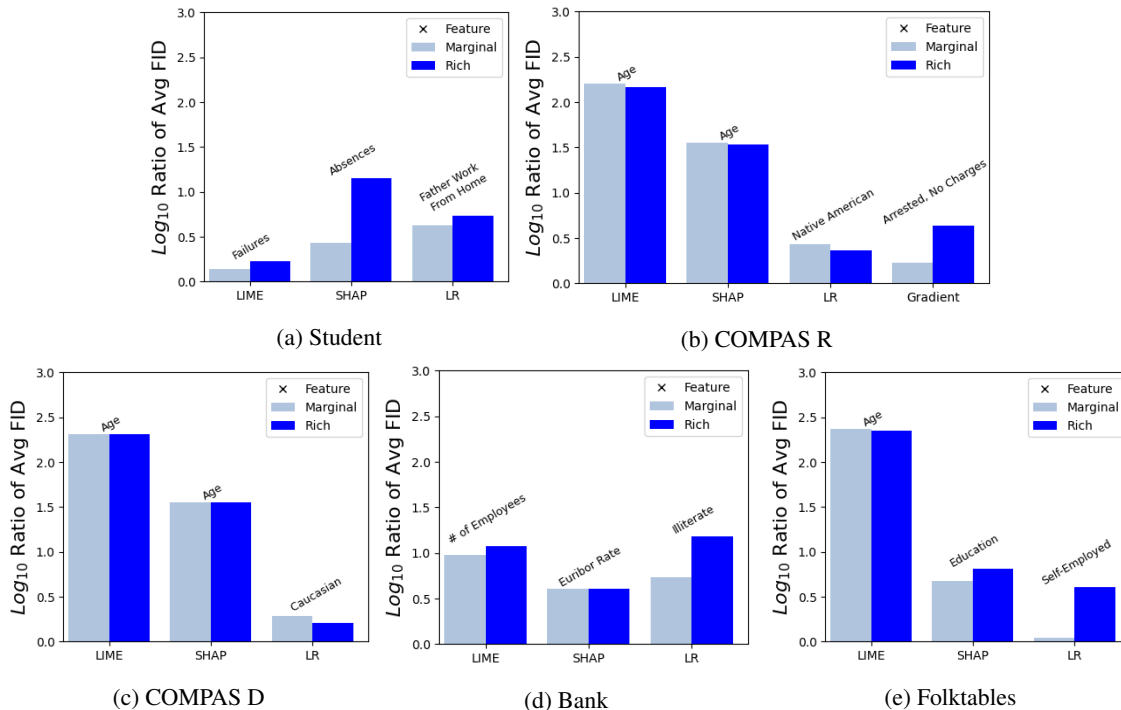 3.0
2.5
2.0
1.5
1.0
0.5
0.0
Log10 Ratio of Avg FID
× Feature
Marginal
Rich
Failures
Absences
Father Work
From Home
LIME
SHAP
LR
(a) Student
3.0
2.5
2.0
1.5
1.0
0.5
0.0
Log10 Ratio of Avg FID
× Feature
Marginal
Rich
Age
Age
Native American
Arrested, No Charges
LIME
SHAP
LR
Gradient
(b) COMPAS R
3.0
2.5
2.0
1.5
1.0
0.5
0.0
Log10 Ratio of Avg FID
× Feature
Marginal
Rich
Age
Age
Caucasian
LIME
SHAP
LR
(c) COMPAS D
3.0
2.5
2.0
1.5
1.0
0.5
0.0
Log10 Ratio of Avg FID
× Feature
Marginal
Rich
# of Employees
Euribor Rate
Illiterate
LIME
SHAP
LR
(d) Bank
3.0
2.5
2.0
1.5
1.0
0.5
0.0
Log10 Ratio of Avg FID
× Feature
Marginal
Rich
Age
Education
Self-Employed
LIME
SHAP
LR
(e) Folktables